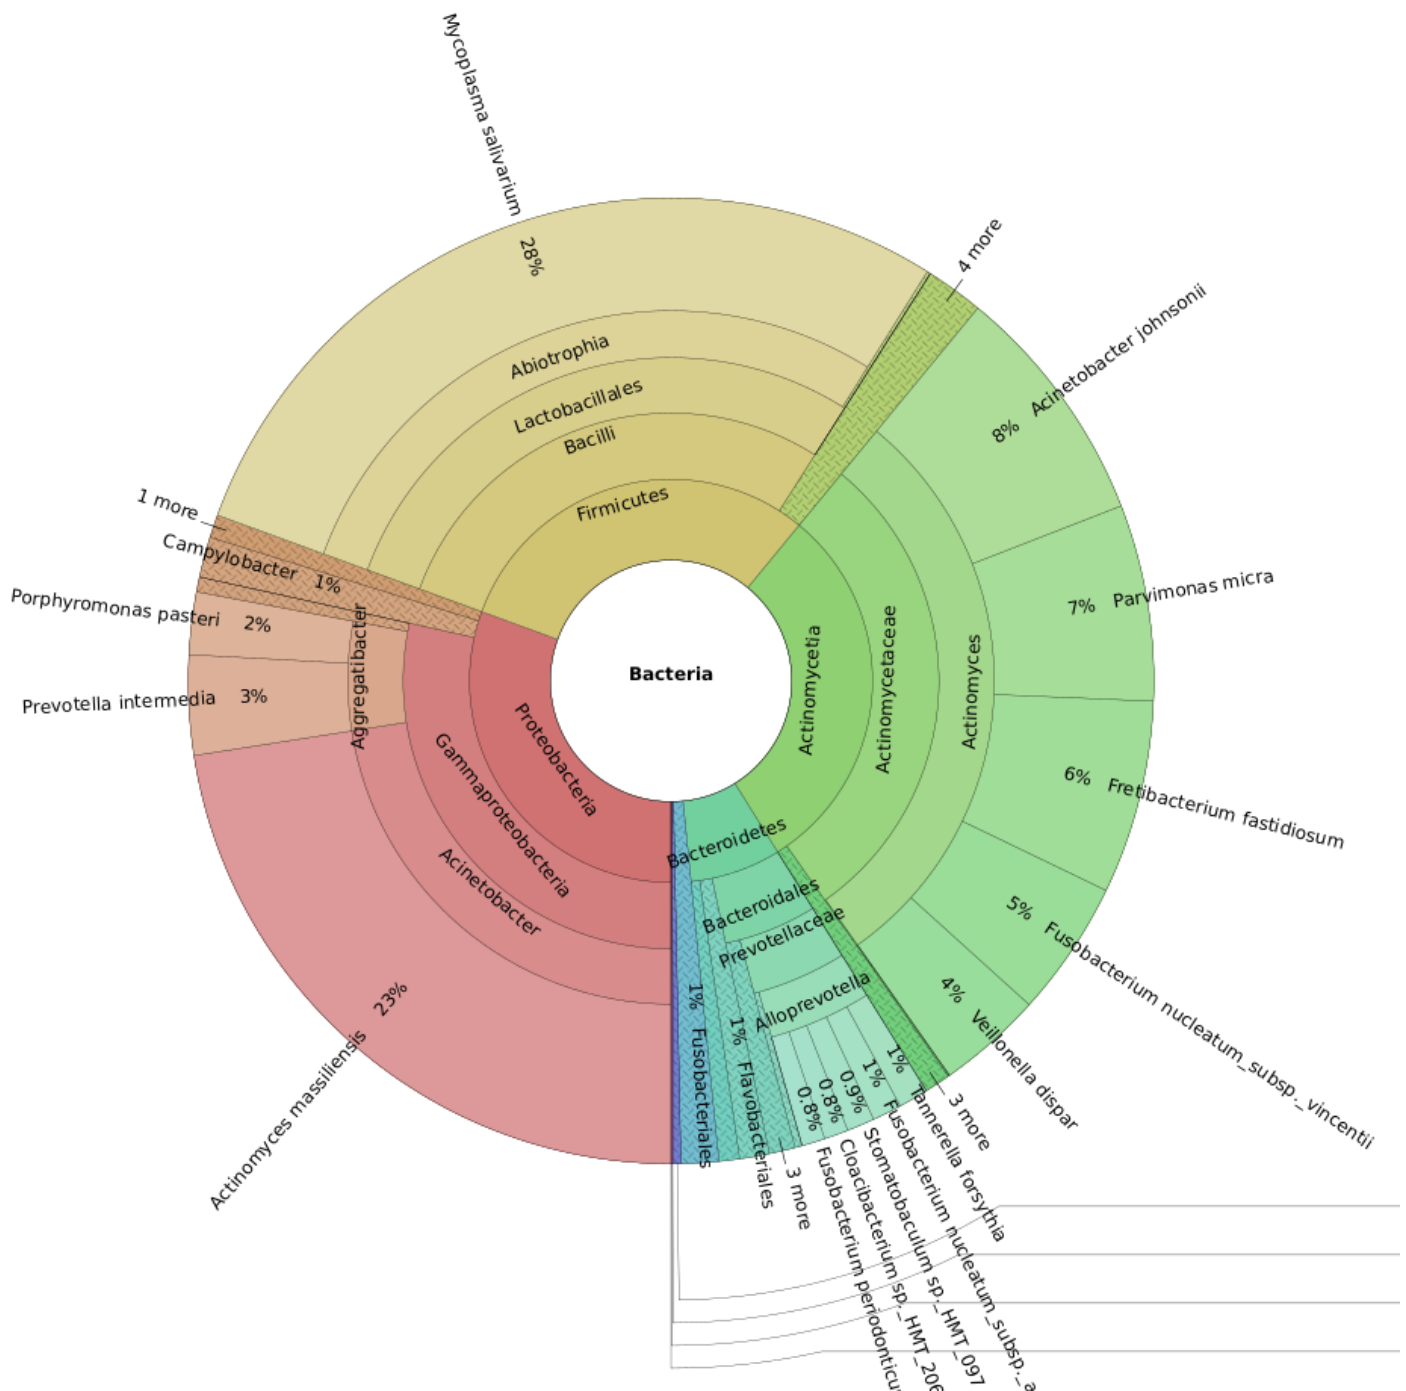 Mycoplasma salivarium
28%
4 more
Acinetobacter johnsonii
8%
Abiotrophia
Lactobacillales
Bacilli
Firmicutes
1 more
Campylobacter 1%
Porphyromonas pasteri 2%
Prevotella intermedia 3%
Aggregatibacter
Parvimonas micra
7%
Bacteria
Actinomycetia
Actinomycetaceae
Actinomyces
Proteobacteria
Gammaproteobacteria
Acinetobacter
6% Fretibacterium fastidiosum
Bacteroidetes
Bacteroidales
Prevotellaceae
Alloprevotella
5% Fusobacterium nucleatum_subsp._vincentii
4% Veillonella dispar
23%
Actinomyces massiliensis
1% Fusobacteriales
1% Flavobacteriales
3 more
0.8% Fusobacterium periodonticu
0.8% Cloacibacterium sp._HMT_206
0.9% Stomatobaculum sp._HMT_097
1% Fusobacterium nucleatum_subsp._a
1% Tannerella forsythia
3 more